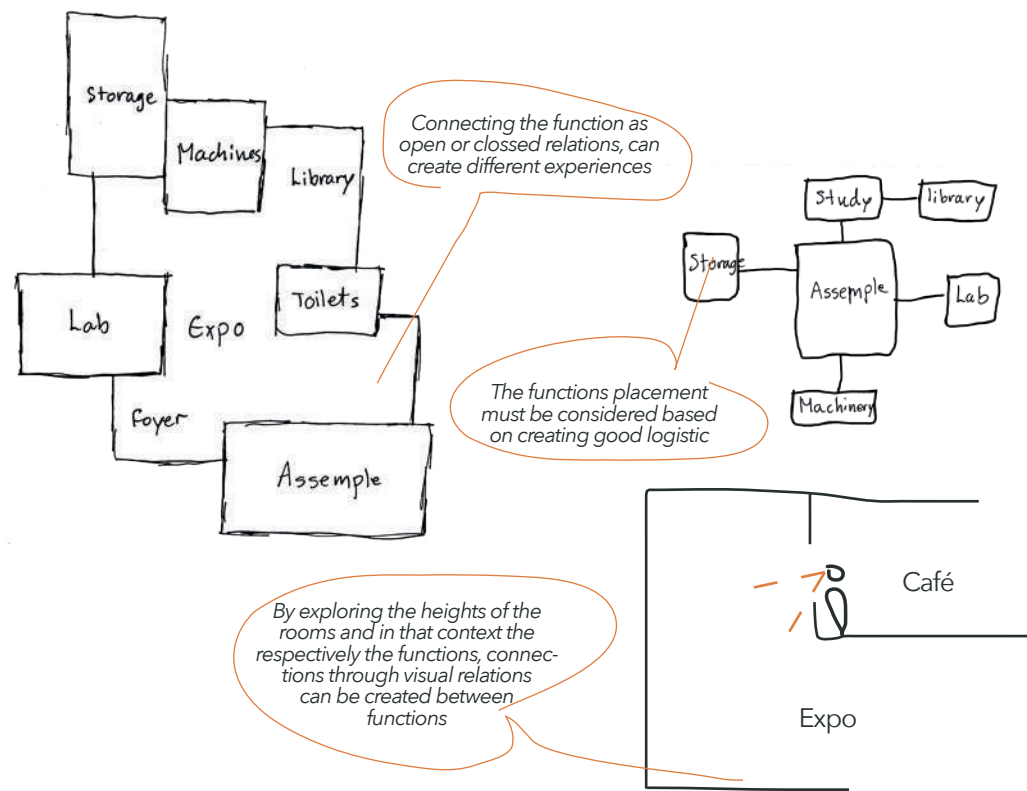 Storage
Machines
Library
Lab
Expo
Toilets
Foyer
Assemple
Connecting the function as
open or clossed relations, can
create different experiences
Study
library
Storage
Assemple
Lab
Machinery
The functions placement
must be considered based
on creating good logistic
By exploring the heights of the
rooms and in that context the
respectively the functions, connec-
tions through visual relations
can be created between
functions
Café
Expo